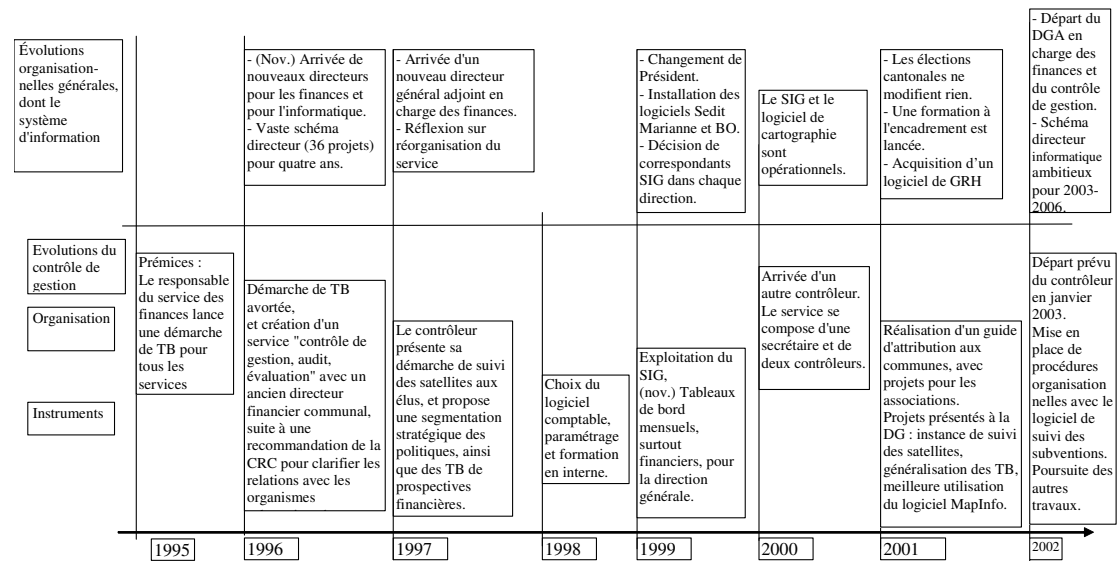 Évolutions
organisation-
nelles générales,
dont le
système
d'information
- (Nov.) Arrivée de
nouveaux directeurs
pour les finances et
pour l'informatique.
- Vaste schéma
directeur (36 projets)
pour quatre ans.
- Arrivée d'un
nouveau directeur
général adjoint en
charge des finances.
- Réflexion sur
réorganisation du
service
- Changement de
Président.
- Installation des
logiciels Sedit
Marianne et BO.
- Décision de
correspondants
SIG dans chaque
direction.
Le SIG et le
logiciel de
cartographie
sont
opérationnels.
- Les élections
cantonales ne
modifient rien.
- Une formation à
l'encadrement est
lancée.
- Acquisition d'un
logiciel de GRH
- Départ du
DGA en
charge des
finances et
du contrôle
de gestion.
- Schéma
directeur
informatique
ambitieux
pour 2003-
2006.
Evolutions du
contrôle de
gestion
Organisation
Instruments
Prémices :
Le responsable
du service des
finances lance
une démarche
de TB pour
tous les
services
Démarche de TB
avortée,
et création d'un
service "contrôle de
gestion, audit,
évaluation" avec un
ancien directeur
financier communal,
suite à une
recommandation de la
CRC pour clarifier les
relations avec les
organismes
Le contrôleur
présente sa
démarche de suivi
des satellites aux
élus, et propose
une segmentation
stratégique des
politiques, ainsi
que des TB de
prospectives
financières.
Choix du
logiciel
comptable,
paramétrage
et formation
en interne.
Exploitation du
SIG,
(nov.) Tableaux
de bord
mensuels,
surtout
financiers, pour
la direction
générale.
Arrivée d'un
autre contrôleur.
Le service se
compose d'une
secrétaire et de
deux contrôleurs.
Réalisation d'un guide
d'attribution aux
communes, avec
projets pour les
associations.
Projets présentés à la
DG : instance de suivi
des satellites,
généralisation des TB,
meilleure utilisation
du logiciel MapInfo.
Départ prévu
du contrôleur
en janvier
2003.
Mise en
place de
procédures
organisation
nelles avec le
logiciel de
suivi des
subventions.
Poursuite des
autres
travaux.
1995
1996
1997
1998
1999
2000
2001
2002